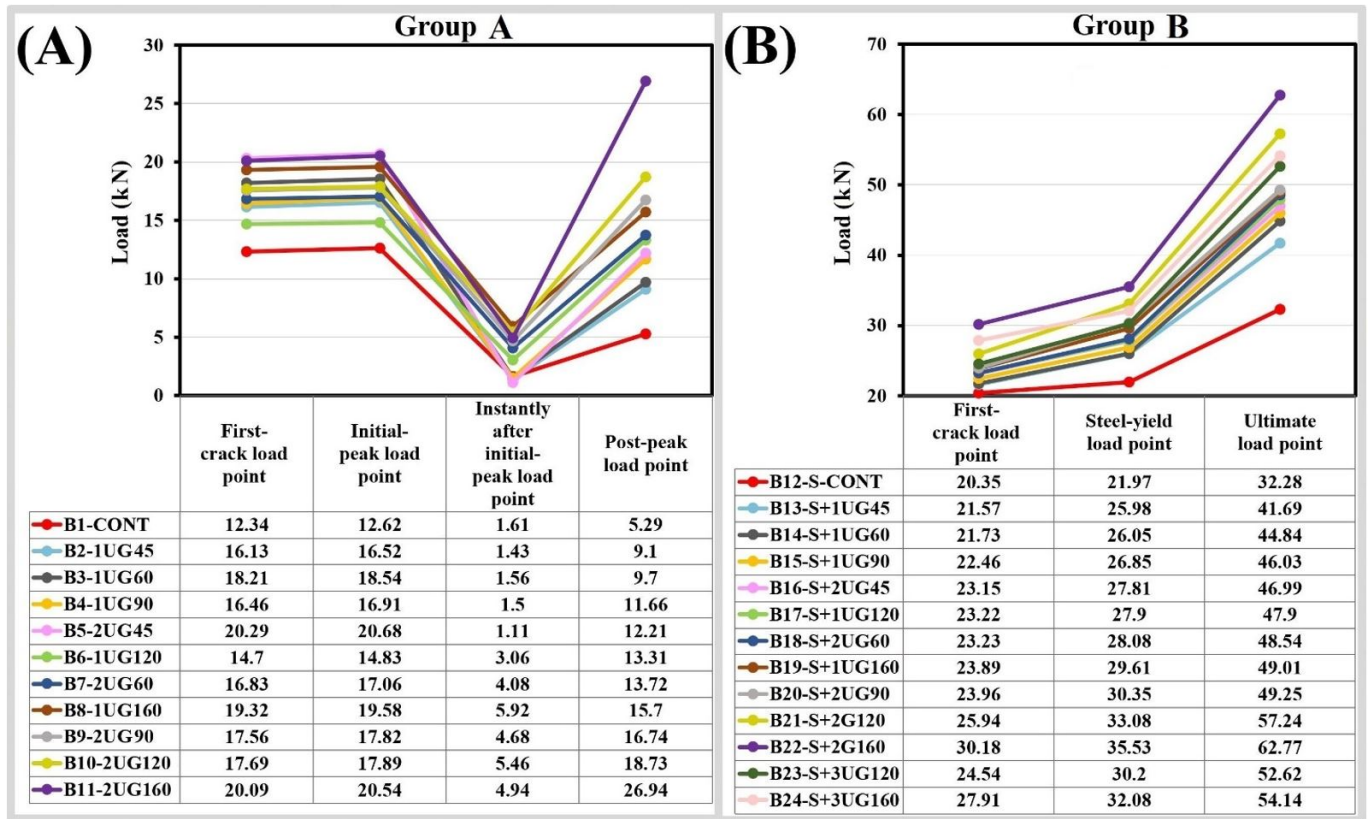 (A)
Group A
30
25
20
15
10
5
0
Load (kN)
First-crack load point
Initial-peak load point
Instantly after initial-peak load point
Post-peak load point
B1-CONT 12.34 12.62 1.61 5.29
B2-1UG45 16.13 16.52 1.43 9.1
B3-1UG60 18.21 18.54 1.56 9.7
B4-1UG90 16.46 16.91 1.5 11.66
B5-2UG45 20.29 20.68 1.11 12.21
B6-1UG120 14.7 14.83 3.06 13.31
B7-2UG60 16.83 17.06 4.08 13.72
B8-1UG160 19.32 19.58 5.92 15.7
B9-2UG90 17.56 17.82 4.68 16.74
B10-2UG120 17.69 17.89 5.46 18.73
B11-2UG160 20.09 20.54 4.94 26.94
(B)
Group B
70
60
50
40
30
20
Load (kN)
First-crack load point
Steel-yield load point
Ultimate load point
B12-S-CONT 20.35 21.97 32.28
B13-S+1UG45 21.57 25.98 41.69
B14-S+1UG60 21.73 26.05 44.84
B15-S+1UG90 22.46 26.85 46.03
B16-S+2UG45 23.15 27.81 46.99
B17-S+1UG120 23.22 27.9 47.9
B18-S+2UG60 23.23 28.08 48.54
B19-S+1UG160 23.89 29.61 49.01
B20-S+2UG90 23.96 30.35 49.25
B21-S+2G120 25.94 33.08 57.24
B22-S+2G160 30.18 35.53 62.77
B23-S+3UG120 24.54 30.2 52.62
B24-S+3UG160 27.91 32.08 54.14